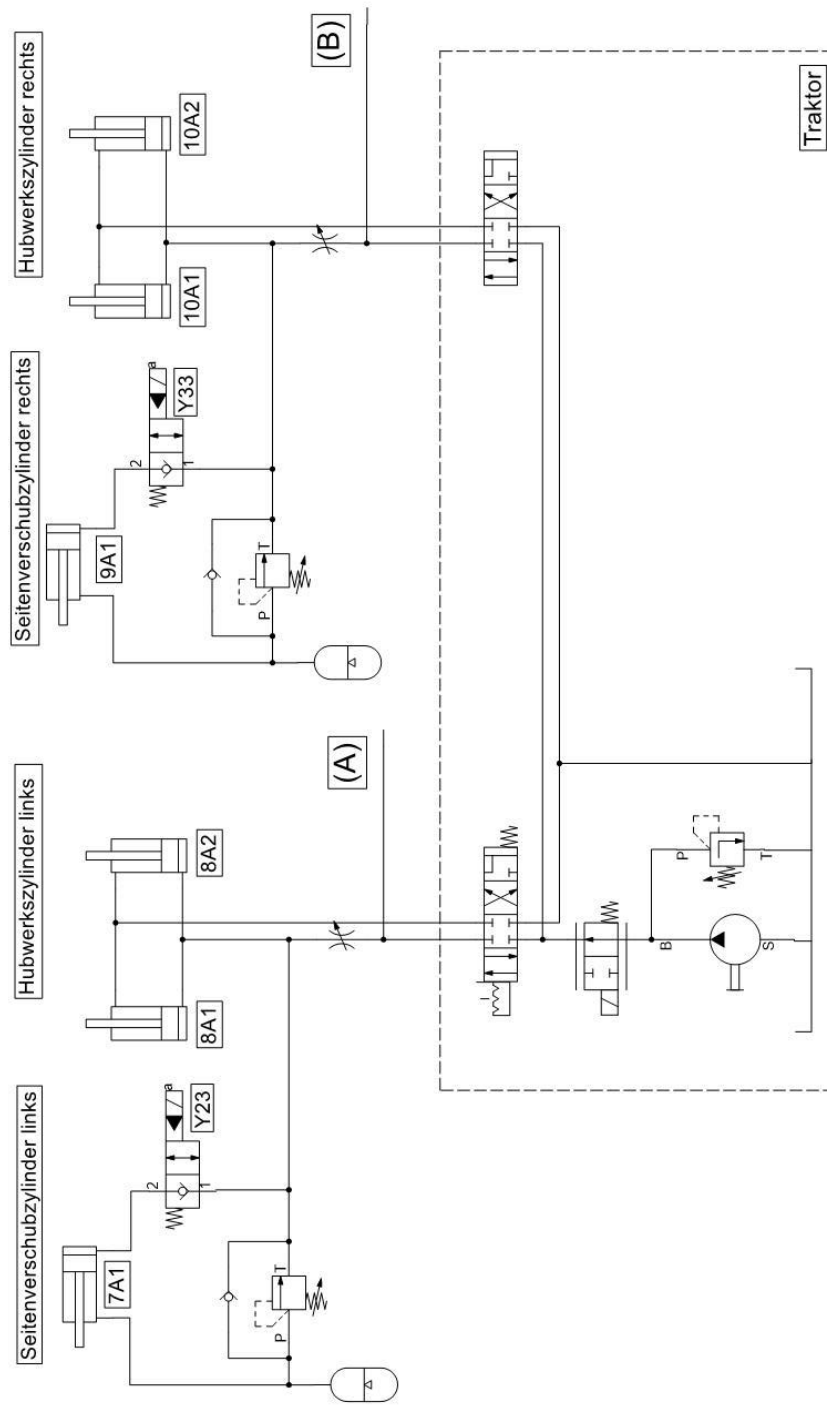 Seitenverschubzylinder links
Hubwerkszylinder links
Seitenverschubzylinder rechts
Hubwerkszylinder rechts
7A1
2
1
a
Y23
P
T
8A1
8A2
(A)
9A1
2
1
a
Y33
P
T
10A1
10A2
(B)
I
B
S
P
T
Traktor